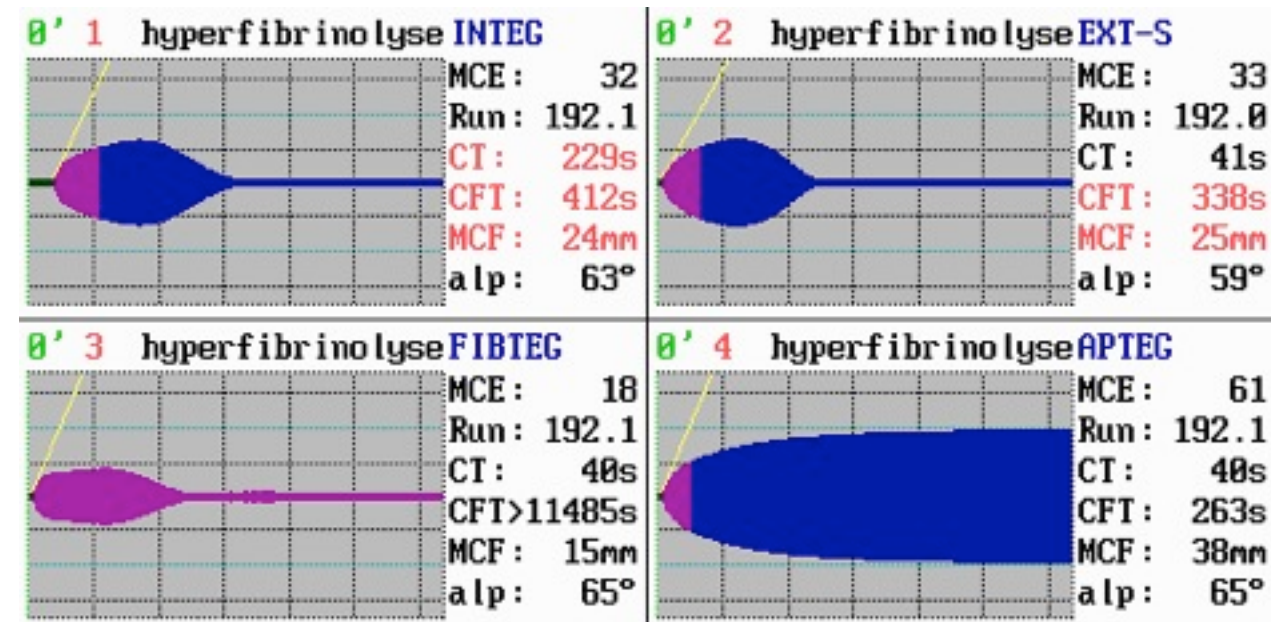 0' 1 hyperfibrinolyse INTEG
MCE: 32
Run: 192.1
CT: 229s
CFT: 412s
MCF: 24mm
alp: 63°
0' 2 hyperfibrinolyse EXT-S
MCE: 33
Run: 192.0
CT: 41s
CFT: 338s
MCF: 25mm
alp: 59°
0' 3 hyperfibrinolyse FIBTEG
MCE: 18
Run: 192.1
CT: 40s
CFT>11485s
MCF: 15mm
alp: 65°
0' 4 hyperfibrinolyse APTEG
MCE: 61
Run: 192.1
CT: 40s
CFT: 263s
MCF: 38mm
alp: 65°